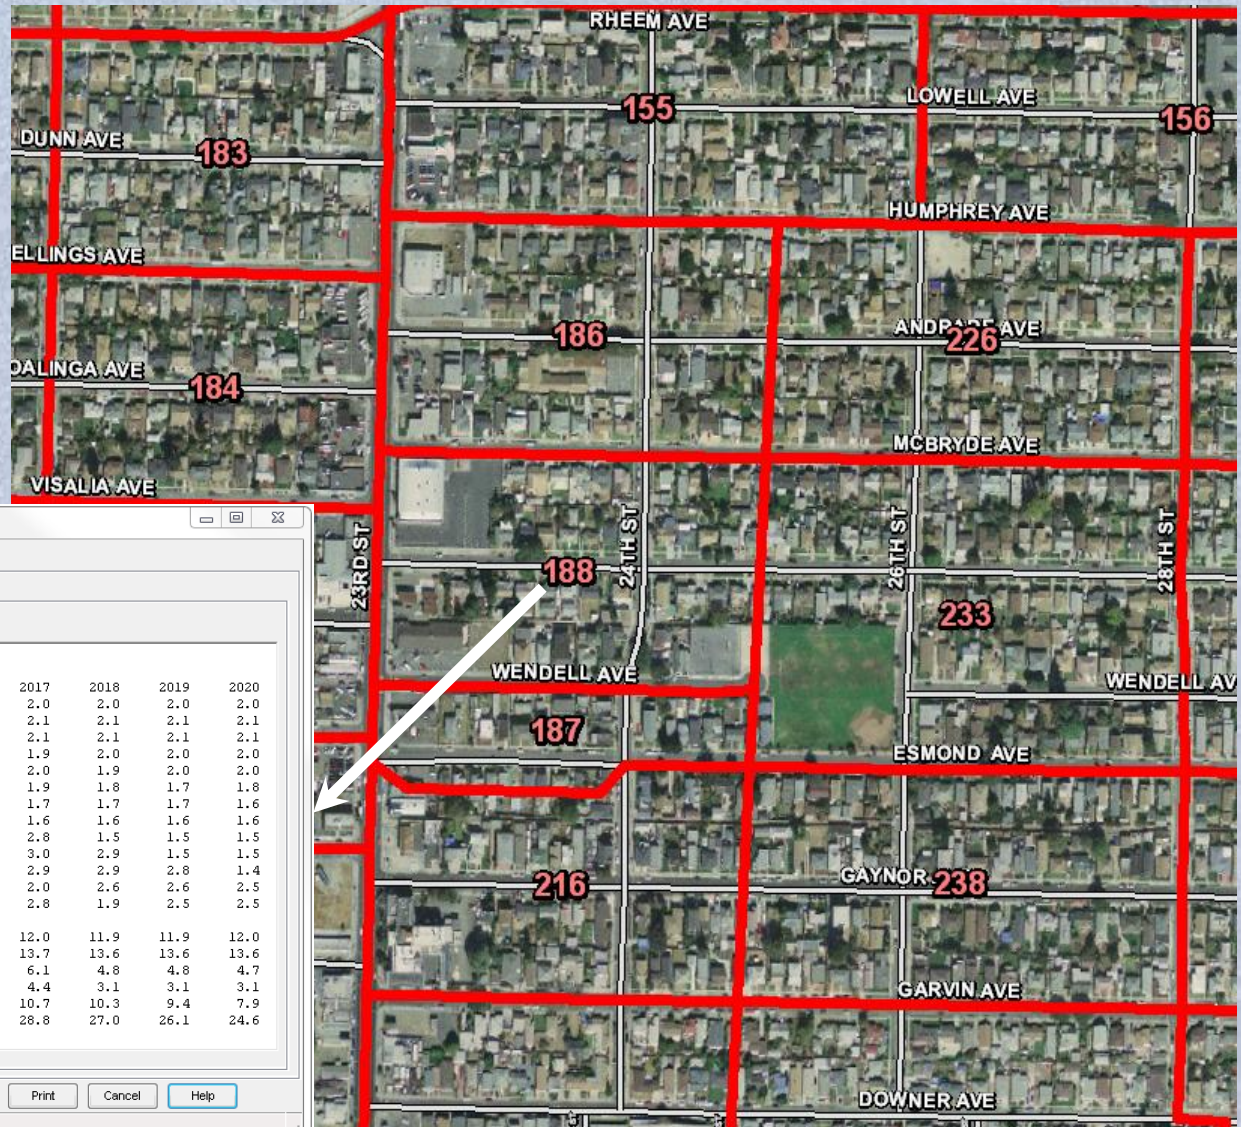 RHEEM AVE
LOWELL AVE
155
156
DUNN AVE
183
HUMPHREY AVE
ELLINGS AVE
186
ANDRADE AVE
226
OALINGA AVE
184
MCBRYDE AVE
VISALIA AVE
23RD ST
24TH ST
26TH ST
28TH ST
188
233
WENDELL AVE
WENDELL AV
187
ESMOND AVE
216
GAYNOR
238
GARVIN AVE
DOWNER AVE
2017 2018 2019 2020
2.0 2.0 2.0 2.0
2.1 2.1 2.1 2.1
2.1 2.1 2.1 2.1
1.9 2.0 2.0 2.0
2.0 1.9 2.0 2.0
1.9 1.8 1.7 1.8
1.7 1.7 1.7 1.6
1.6 1.6 1.6 1.6
2.8 1.5 1.5 1.5
3.0 2.9 1.5 1.5
2.9 2.9 2.8 1.4
2.0 2.6 2.6 2.5
2.8 1.9 2.5 2.5
12.0 11.9 11.9 12.0
13.7 13.6 13.6 13.6
6.1 4.8 4.8 4.7
4.4 3.1 3.1 3.1
10.7 10.3 9.4 7.9
28.8 27.0 26.1 24.6
Print Cancel Help